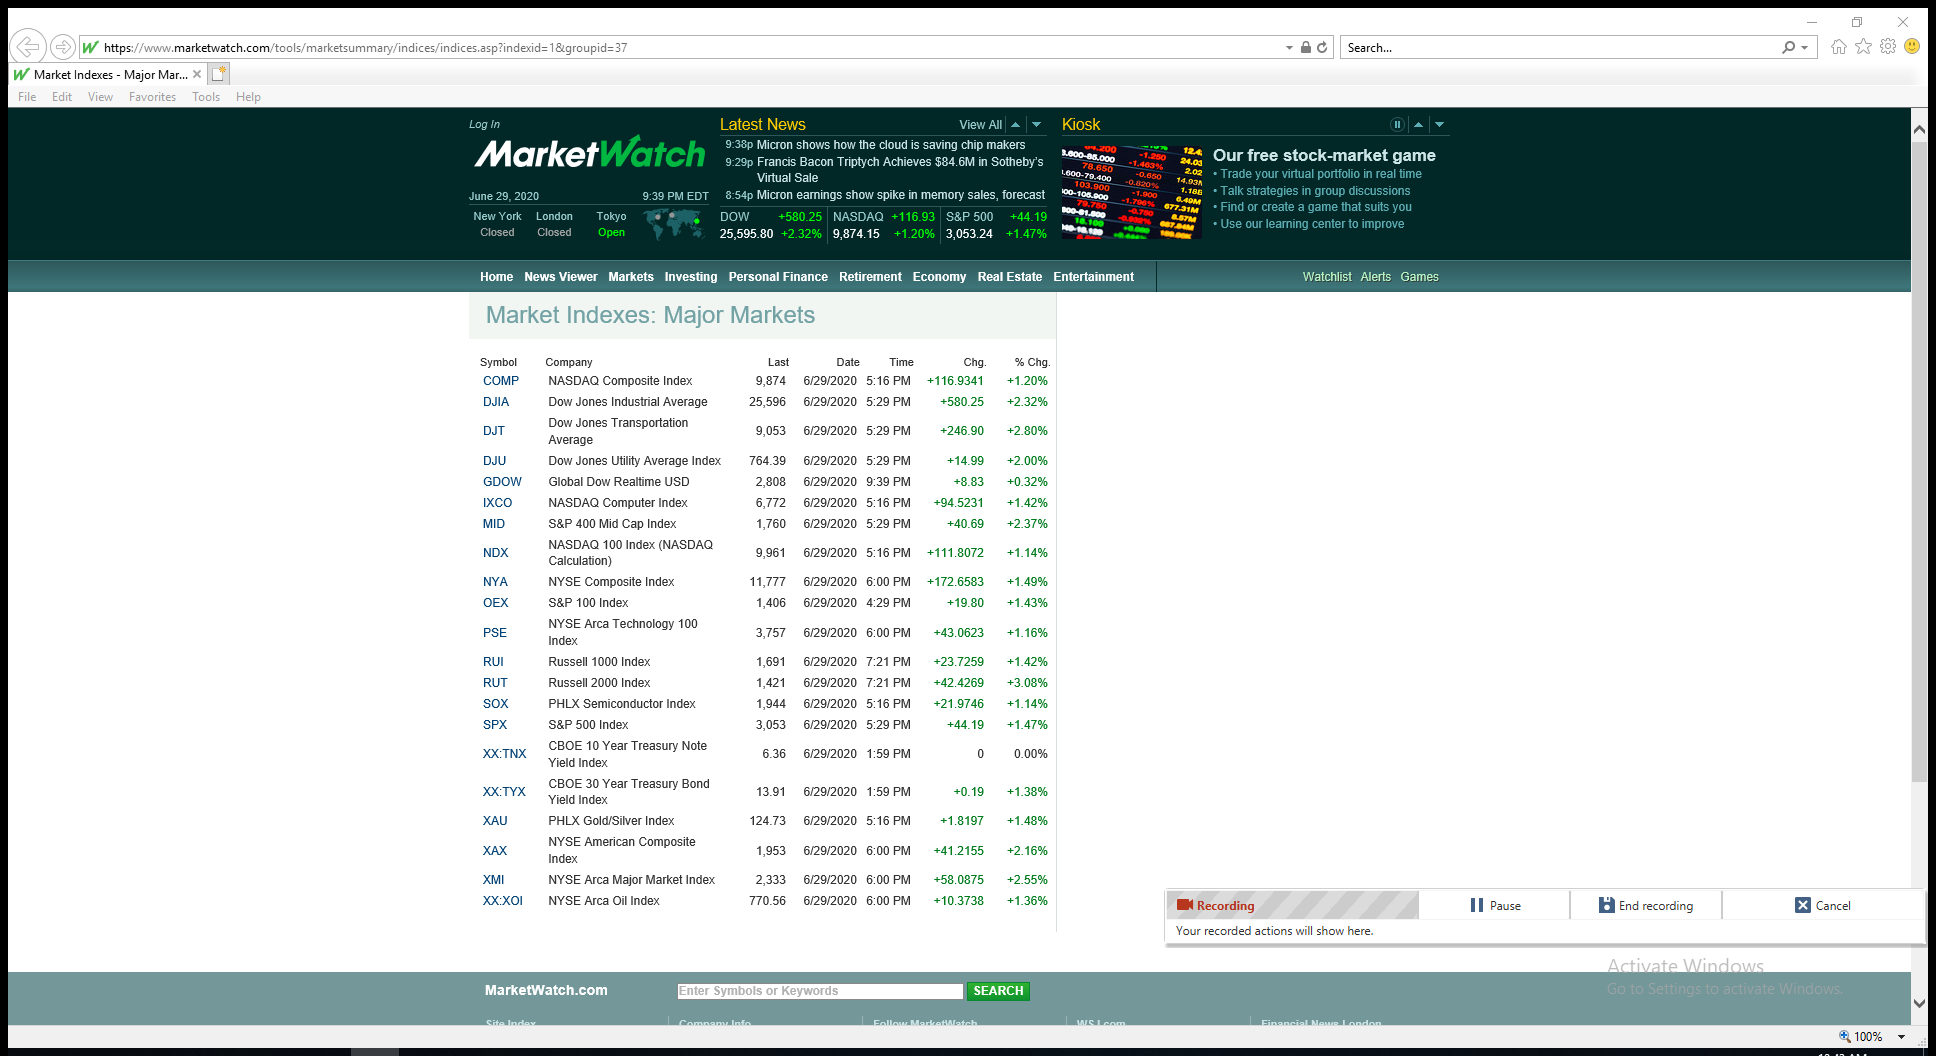 https://www.marketwatch.com/tools/marketsummary/indices/indices.asp?indexid=1&groupid=37
Search...
Market Indexes - Major Mar...
File Edit View Favorites Tools Help
Log In
MarketWatch
June 29, 2020 9:39 PM EDT
New York London Tokyo
Closed Closed Open
Latest News View All
9:38p Micron shows how the cloud is saving chip makers
9:29p Francis Bacon Triptych Achieves $84.6M in Sotheby's
Virtual Sale
8:54p Micron earnings show spike in memory sales, forecast
DOW +580.25 NASDAQ +116.93 S&P 500 +44.19
25,595.80 +2.32% 9,874.15 +1.20% 3,053.24 +1.47%
Kiosk
Our free stock-market game
• Trade your virtual portfolio in real time
• Talk strategies in group discussions
• Find or create a game that suits you
• Use our learning center to improve
Home News Viewer Markets Investing Personal Finance Retirement Economy Real Estate Entertainment Watchlist Alerts Games
Market Indexes: Major Markets
Symbol Company Last Date Time Chg. % Chg.
COMP NASDAQ Composite Index 9,874 6/29/2020 5:16 PM +116.9341 +1.20%
DJIA Dow Jones Industrial Average 25,596 6/29/2020 5:29 PM +580.25 +2.32%
DJT Dow Jones Transportation
Average 9,053 6/29/2020 5:29 PM +246.90 +2.80%
DJU Dow Jones Utility Average Index 764.39 6/29/2020 5:29 PM +14.99 +2.00%
GDOW Global Dow Realtime USD 2,808 6/29/2020 9:39 PM +8.83 +0.32%
IXCO NASDAQ Computer Index 6,772 6/29/2020 5:16 PM +94.5231 +1.42%
MID S&P 400 Mid Cap Index 1,760 6/29/2020 5:29 PM +40.69 +2.37%
NDX NASDAQ 100 Index (NASDAQ
Calculation) 9,961 6/29/2020 5:16 PM +111.8072 +1.14%
NYA NYSE Composite Index 11,777 6/29/2020 6:00 PM +172.6583 +1.49%
OEX S&P 100 Index 1,406 6/29/2020 4:29 PM +19.80 +1.43%
PSE NYSE Arca Technology 100
Index 3,757 6/29/2020 6:00 PM +43.0623 +1.16%
RUI Russell 1000 Index 1,691 6/29/2020 7:21 PM +23.7259 +1.42%
RUT Russell 2000 Index 1,421 6/29/2020 7:21 PM +42.4269 +3.08%
SOX PHLX Semiconductor Index 1,944 6/29/2020 5:16 PM +21.9746 +1.14%
SPX S&P 500 Index 3,053 6/29/2020 5:29 PM +44.19 +1.47%
XX:TNX CBOE 10 Year Treasury Note
Yield Index 6.36 6/29/2020 1:59 PM 0 0.00%
XX:TYX CBOE 30 Year Treasury Bond
Yield Index 13.91 6/29/2020 1:59 PM +0.19 +1.38%
XAU PHLX Gold/Silver Index 124.73 6/29/2020 5:16 PM +1.8197 +1.48%
XAX NYSE American Composite
Index 1,953 6/29/2020 6:00 PM +41.2155 +2.16%
XMI NYSE Arca Major Market Index 2,333 6/29/2020 6:00 PM +58.0875 +2.55%
XX:XOI NYSE Arca Oil Index 770.56 6/29/2020 6:00 PM +10.3738 +1.36%
Recording Pause End recording Cancel
Your recorded actions will show here.
Activate Windows
Go to Settings to activate Windows.
MarketWatch.com Enter Symbols or Keywords SEARCH
Site Index Company Info Follow MarketWatch WSJ.com Financial News London
100%